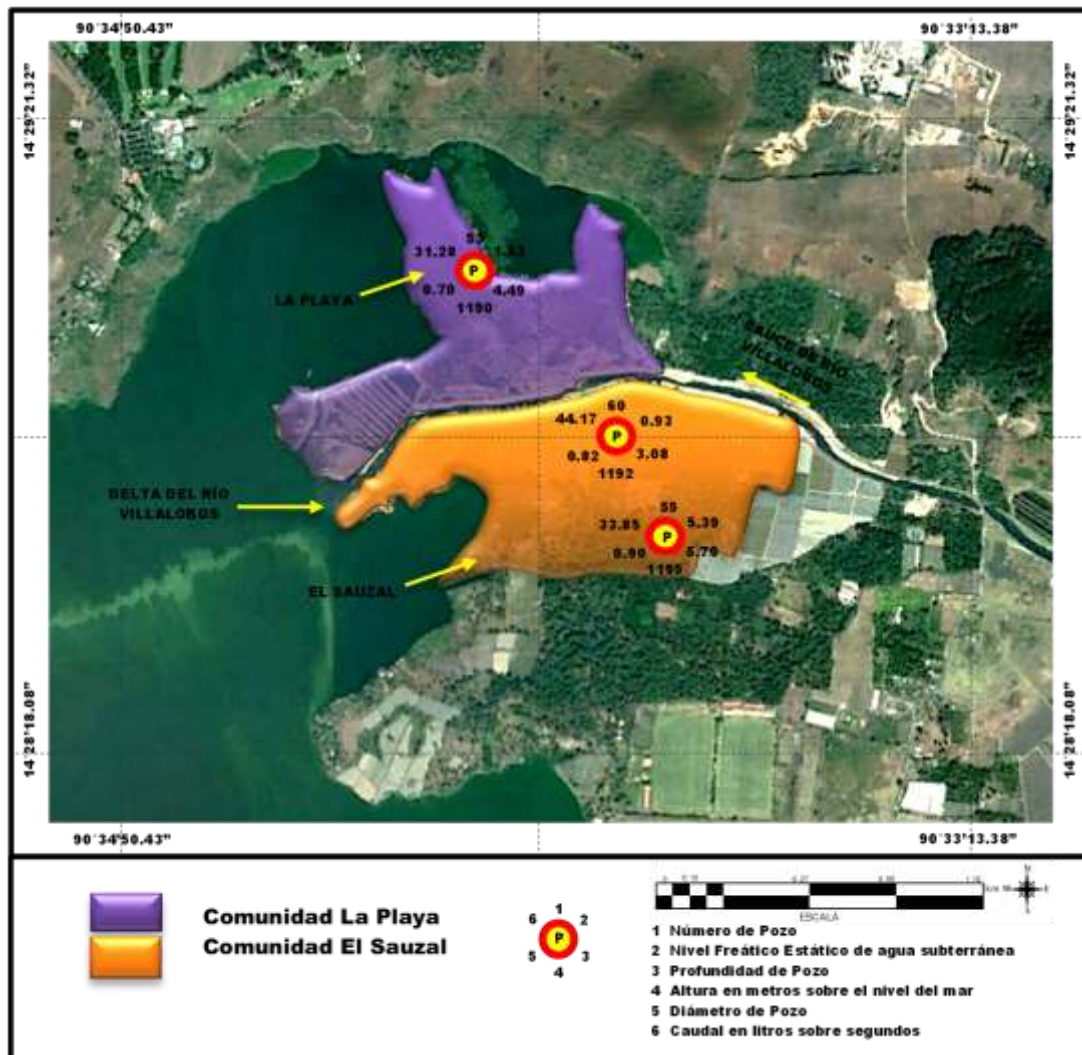 90°34'50.43"
90°33'13.38"
14°29'21.32"
14°29'21.32"
31.28
LA PLAYA
0.70
4.49
1190
CAUCE DE RÍO
VILLALOBOS
60
44.17
0.93
P
0.82
3.08
1192
DELTA DEL RÍO
VILLALOBOS
33.85
5.39
P
0.90
5.70
EL SAUZAL
P
14°28'18.08"
14°28'18.08"
90°34'50.43"
90°33'13.38"
Comunidad La Playa
Comunidad El Sauzal
1
6
2
P
5
3
4
ESCALA
1 Número de Pozo
2 Nivel Freático Estático de agua subterránea
3 Profundidad de Pozo
4 Altura en metros sobre el nivel del mar
5 Diámetro de Pozo
6 Caudal en litros sobre segundos